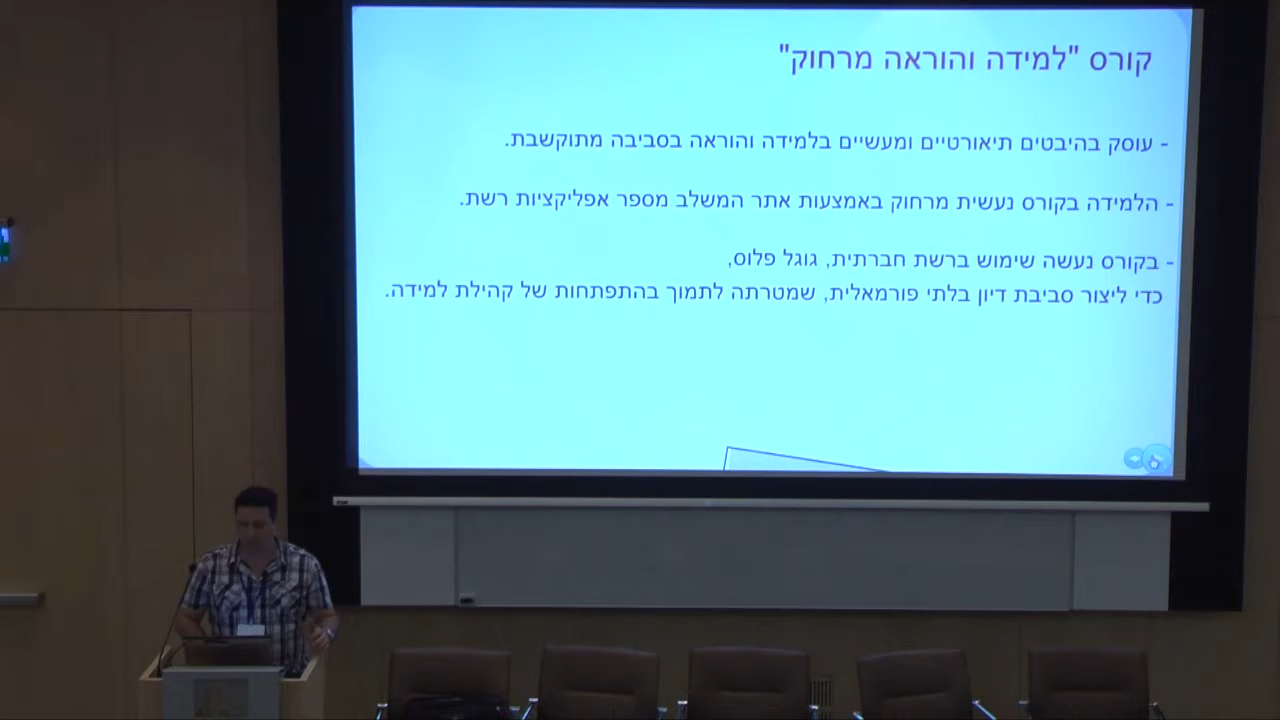 קורס "למידה והוראה מרחוק"
- עוסק בהיבטים תיאורטיים ומעשיים בלמידה והוראה בסביבה מתוקשבת.
- הלמידה בקורס נעשית מרחוק באמצעות אתר המשלב מספר אפליקציות רשת.
- בקורס נעשה שימוש ברשת חברתית, גוגל פלוס,
כדי ליצור סביבת דיון בלתי פורמאלית, שמטרתה לתמוך בהתפתחות של קהילת למידה.